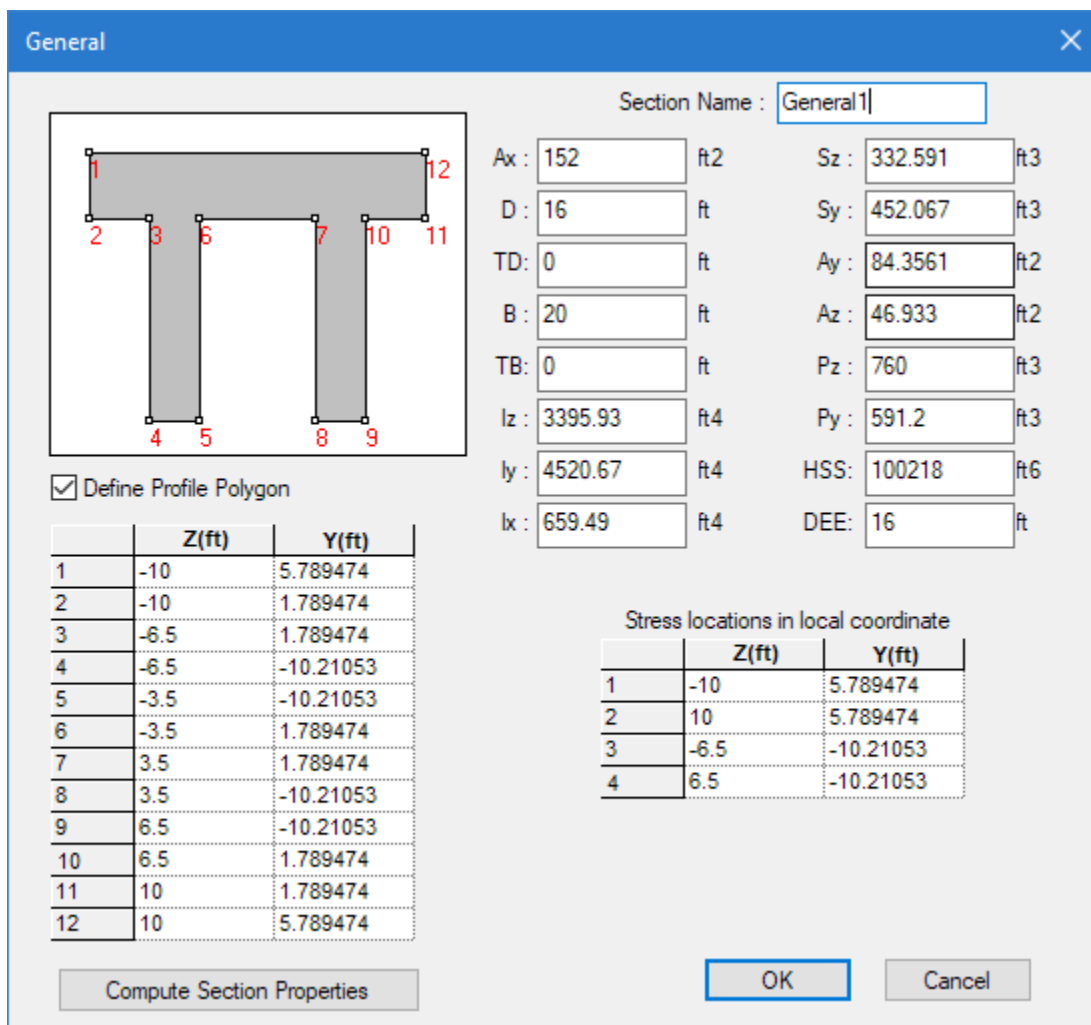 General
Section Name : General1
1 12
2 3 6 7 10 11
4 5 8 9
Ax : 152 ft2 Sz : 332.591 ft3
D : 16 ft Sy : 452.067 ft3
TD: 0 ft Ay : 84.3561 ft2
B : 20 ft Az : 46.933 ft2
TB: 0 ft Pz : 760 ft3
Iz : 3395.93 ft4 Py : 591.2 ft3
Iy : 4520.67 ft4 HSS: 100218 ft6
Ix : 659.49 ft4 DEE: 16 ft
Define Profile Polygon
Z(ft) Y(ft)
1 -10 5.789474
2 -10 1.789474
3 -6.5 1.789474
4 -6.5 -10.21053
5 -3.5 -10.21053
6 -3.5 1.789474
7 3.5 1.789474
8 3.5 -10.21053
9 6.5 -10.21053
10 6.5 1.789474
11 10 1.789474
12 10 5.789474
Stress locations in local coordinate
Z(ft) Y(ft)
1 -10 5.789474
2 10 5.789474
3 -6.5 -10.21053
4 6.5 -10.21053
Compute Section Properties
OK Cancel